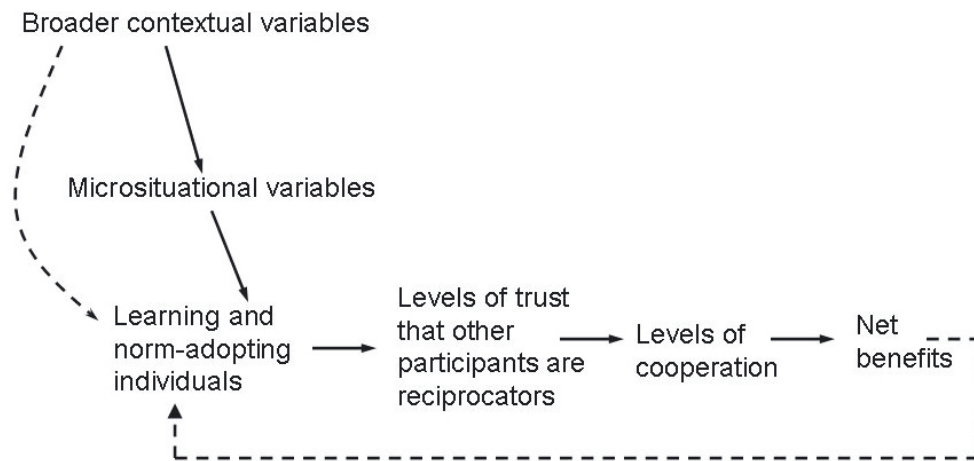 Broader contextual variables
Microsituational variables
Learning and
norm-adopting
individuals
Levels of trust
that other
participants are
reciprocators
Levels of
cooperation
Net
benefits